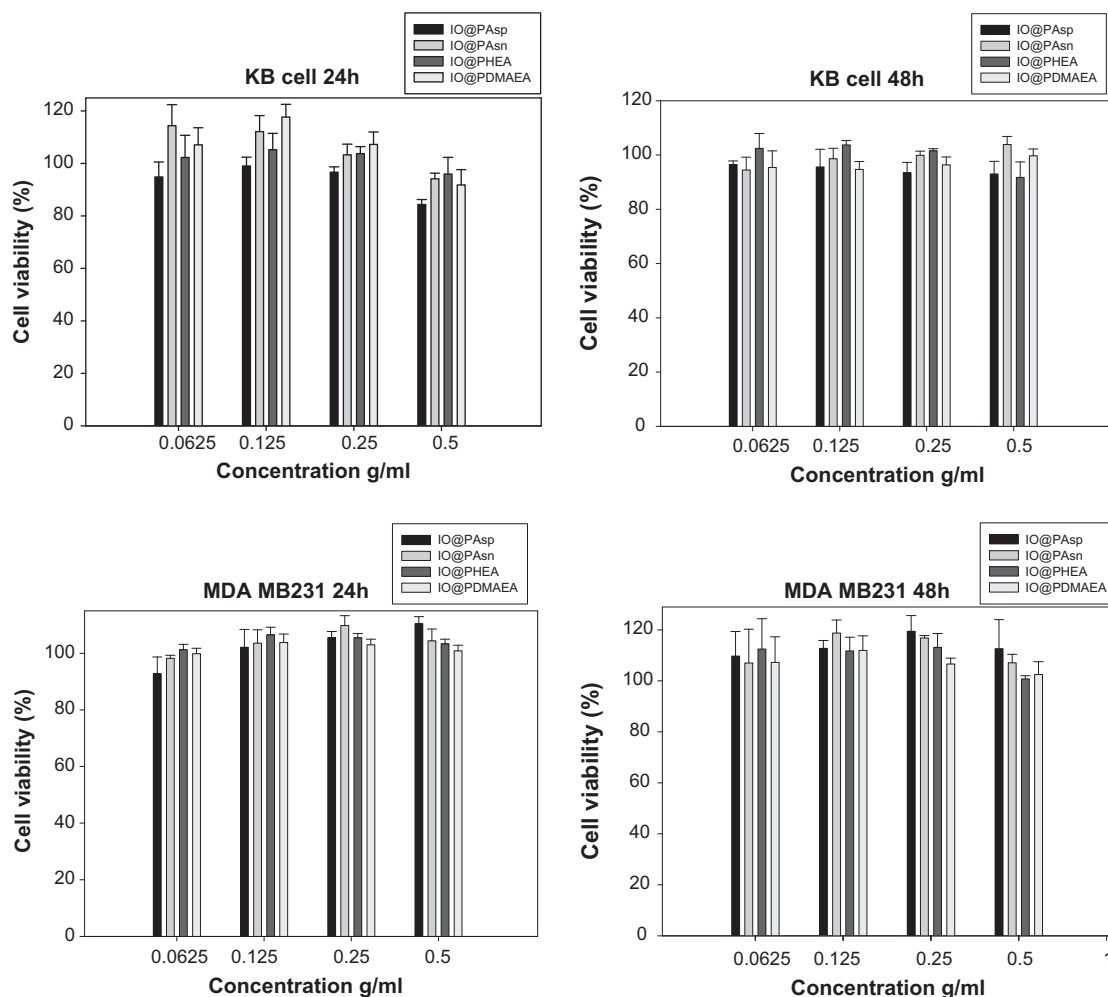 IO@PAsp
IO@PAsn
IO@PHEA
IO@PDMAEA
KB cell 24h
120
100
80
60
40
20
0
Cell viability (%)
0.0625 0.125 0.25 0.5
Concentration g/ml
IO@PAsp
IO@PAsn
IO@PHEA
IO@PDMAEA
KB cell 48h
120
100
80
60
40
20
0
Cell viability (%)
0.0625 0.125 0.25 0.5
Concentration g/ml
IO@PAsp
IO@PAsn
IO@PHEA
IO@PDMAEA
MDA MB231 24h
100
80
60
40
20
0
Cell viability (%)
0.0625 0.125 0.25 0.5
Concentration g/ml
IO@PAsp
IO@PAsn
IO@PHEA
IO@PDMAEA
MDA MB231 48h
120
100
80
60
40
20
0
Cell viability (%)
0.0625 0.125 0.25 0.5
Concentration g/ml